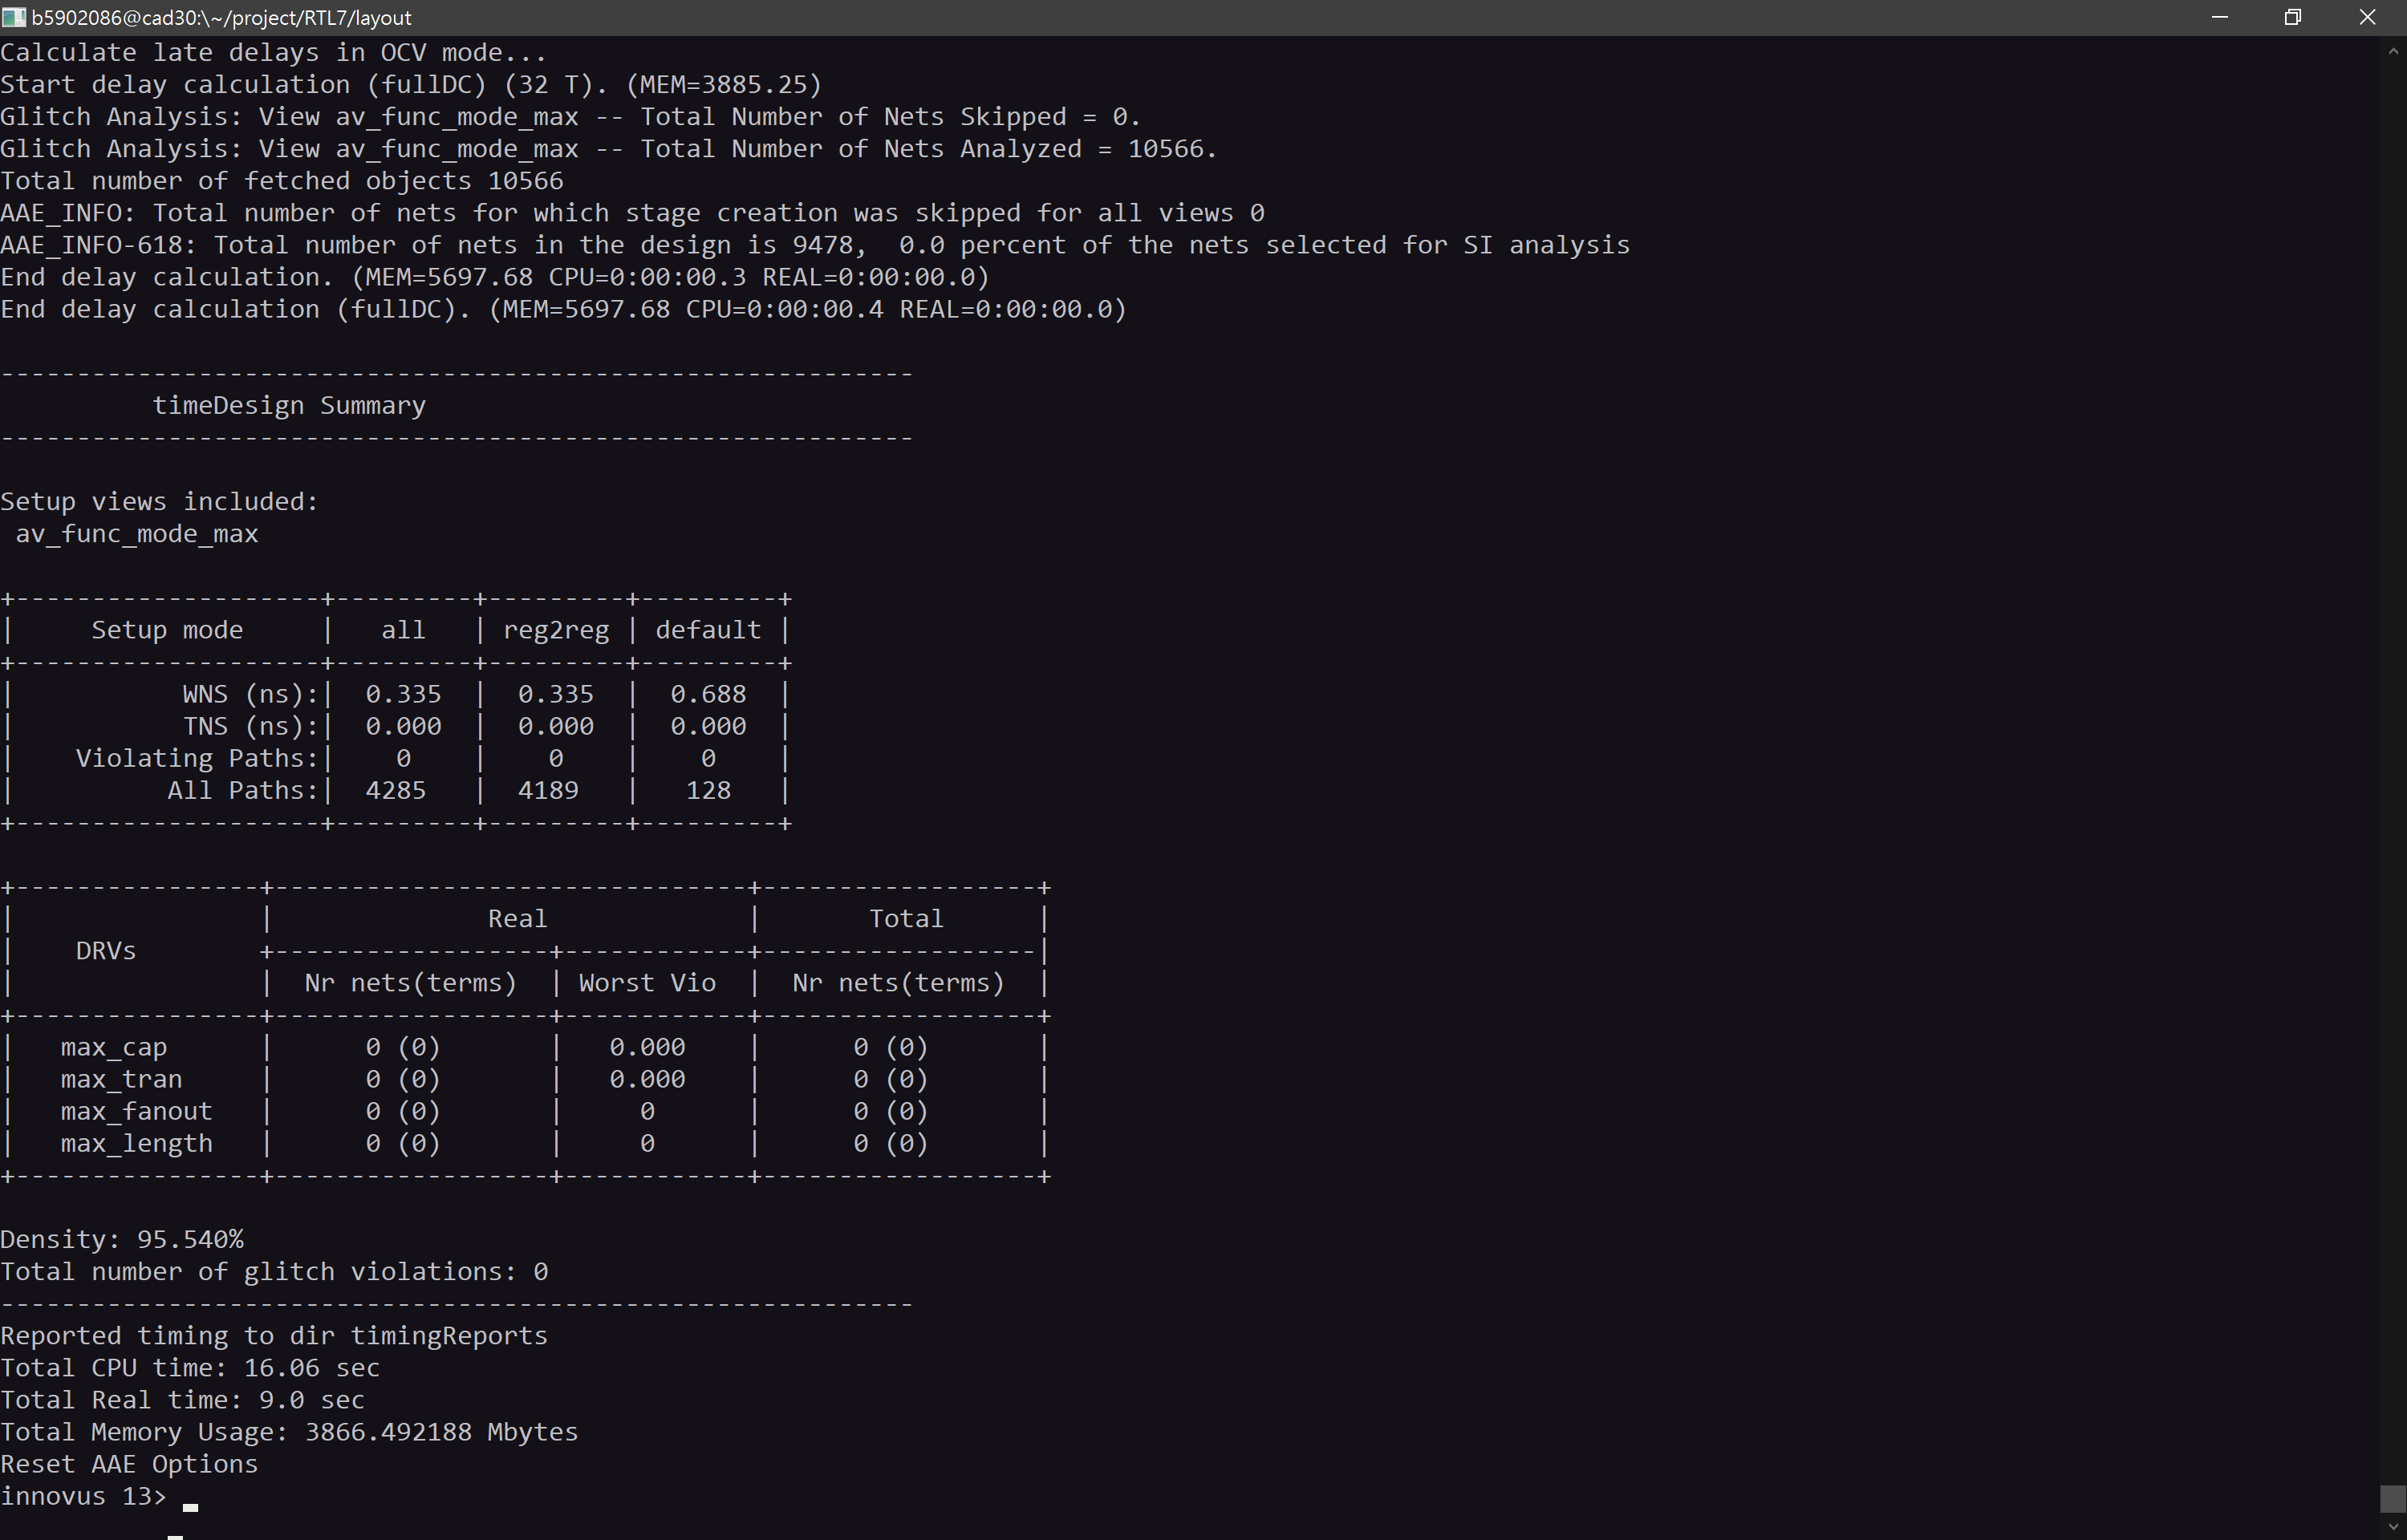 b5902086@cad30:\~/project/RTL7/layout
Calculate late delays in OCV mode...
Start delay calculation (fullDC) (32 T). (MEM=3885.25)
Glitch Analysis: View av_func_mode_max -- Total Number of Nets Skipped = 0.
Glitch Analysis: View av_func_mode_max -- Total Number of Nets Analyzed = 10566.
Total number of fetched objects 10566
AAE_INFO: Total number of nets for which stage creation was skipped for all views 0
AAE_INFO-618: Total number of nets in the design is 9478,  0.0 percent of the nets selected for SI analysis
End delay calculation. (MEM=5697.68 CPU=0:00:00.3 REAL=0:00:00.0)
End delay calculation (fullDC). (MEM=5697.68 CPU=0:00:00.4 REAL=0:00:00.0)
------------------------------------------------------------
          timeDesign Summary
------------------------------------------------------------
Setup views included:
 av_func_mode_max
+--------------------+---------+---------+---------+
|     Setup mode     |   all   | reg2reg | default |
+--------------------+---------+---------+---------+
|           WNS (ns):|  0.335  |  0.335  |  0.688  |
|           TNS (ns):|  0.000  |  0.000  |  0.000  |
|    Violating Paths:|    0    |    0    |    0    |
|          All Paths:|  4285   |  4189   |   128   |
+--------------------+---------+---------+---------+
+----------------+-------------------------------+------------------+
|                |              Real             |       Total      |
|    DRVs        +------------------+------------+------------------|
|                |  Nr nets(terms)  | Worst Vio  |  Nr nets(terms)  |
+----------------+------------------+------------+------------------+
|   max_cap      |      0 (0)       |   0.000    |      0 (0)       |
|   max_tran     |      0 (0)       |   0.000    |      0 (0)       |
|   max_fanout   |      0 (0)       |     0      |      0 (0)       |
|   max_length   |      0 (0)       |     0      |      0 (0)       |
+----------------+------------------+------------+------------------+
Density: 95.540%
Total number of glitch violations: 0
------------------------------------------------------------
Reported timing to dir timingReports
Total CPU time: 16.06 sec
Total Real time: 9.0 sec
Total Memory Usage: 3866.492188 Mbytes
Reset AAE Options
innovus 13>